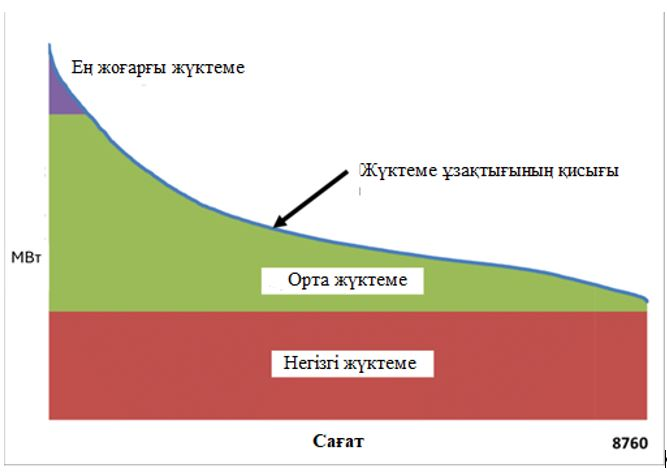 Ең жоғарғы жүктеме
Жүктеме ұзақтығының қисығы
МВт
Орта жүктеме
Негізгі жүктеме
Сағат
8760